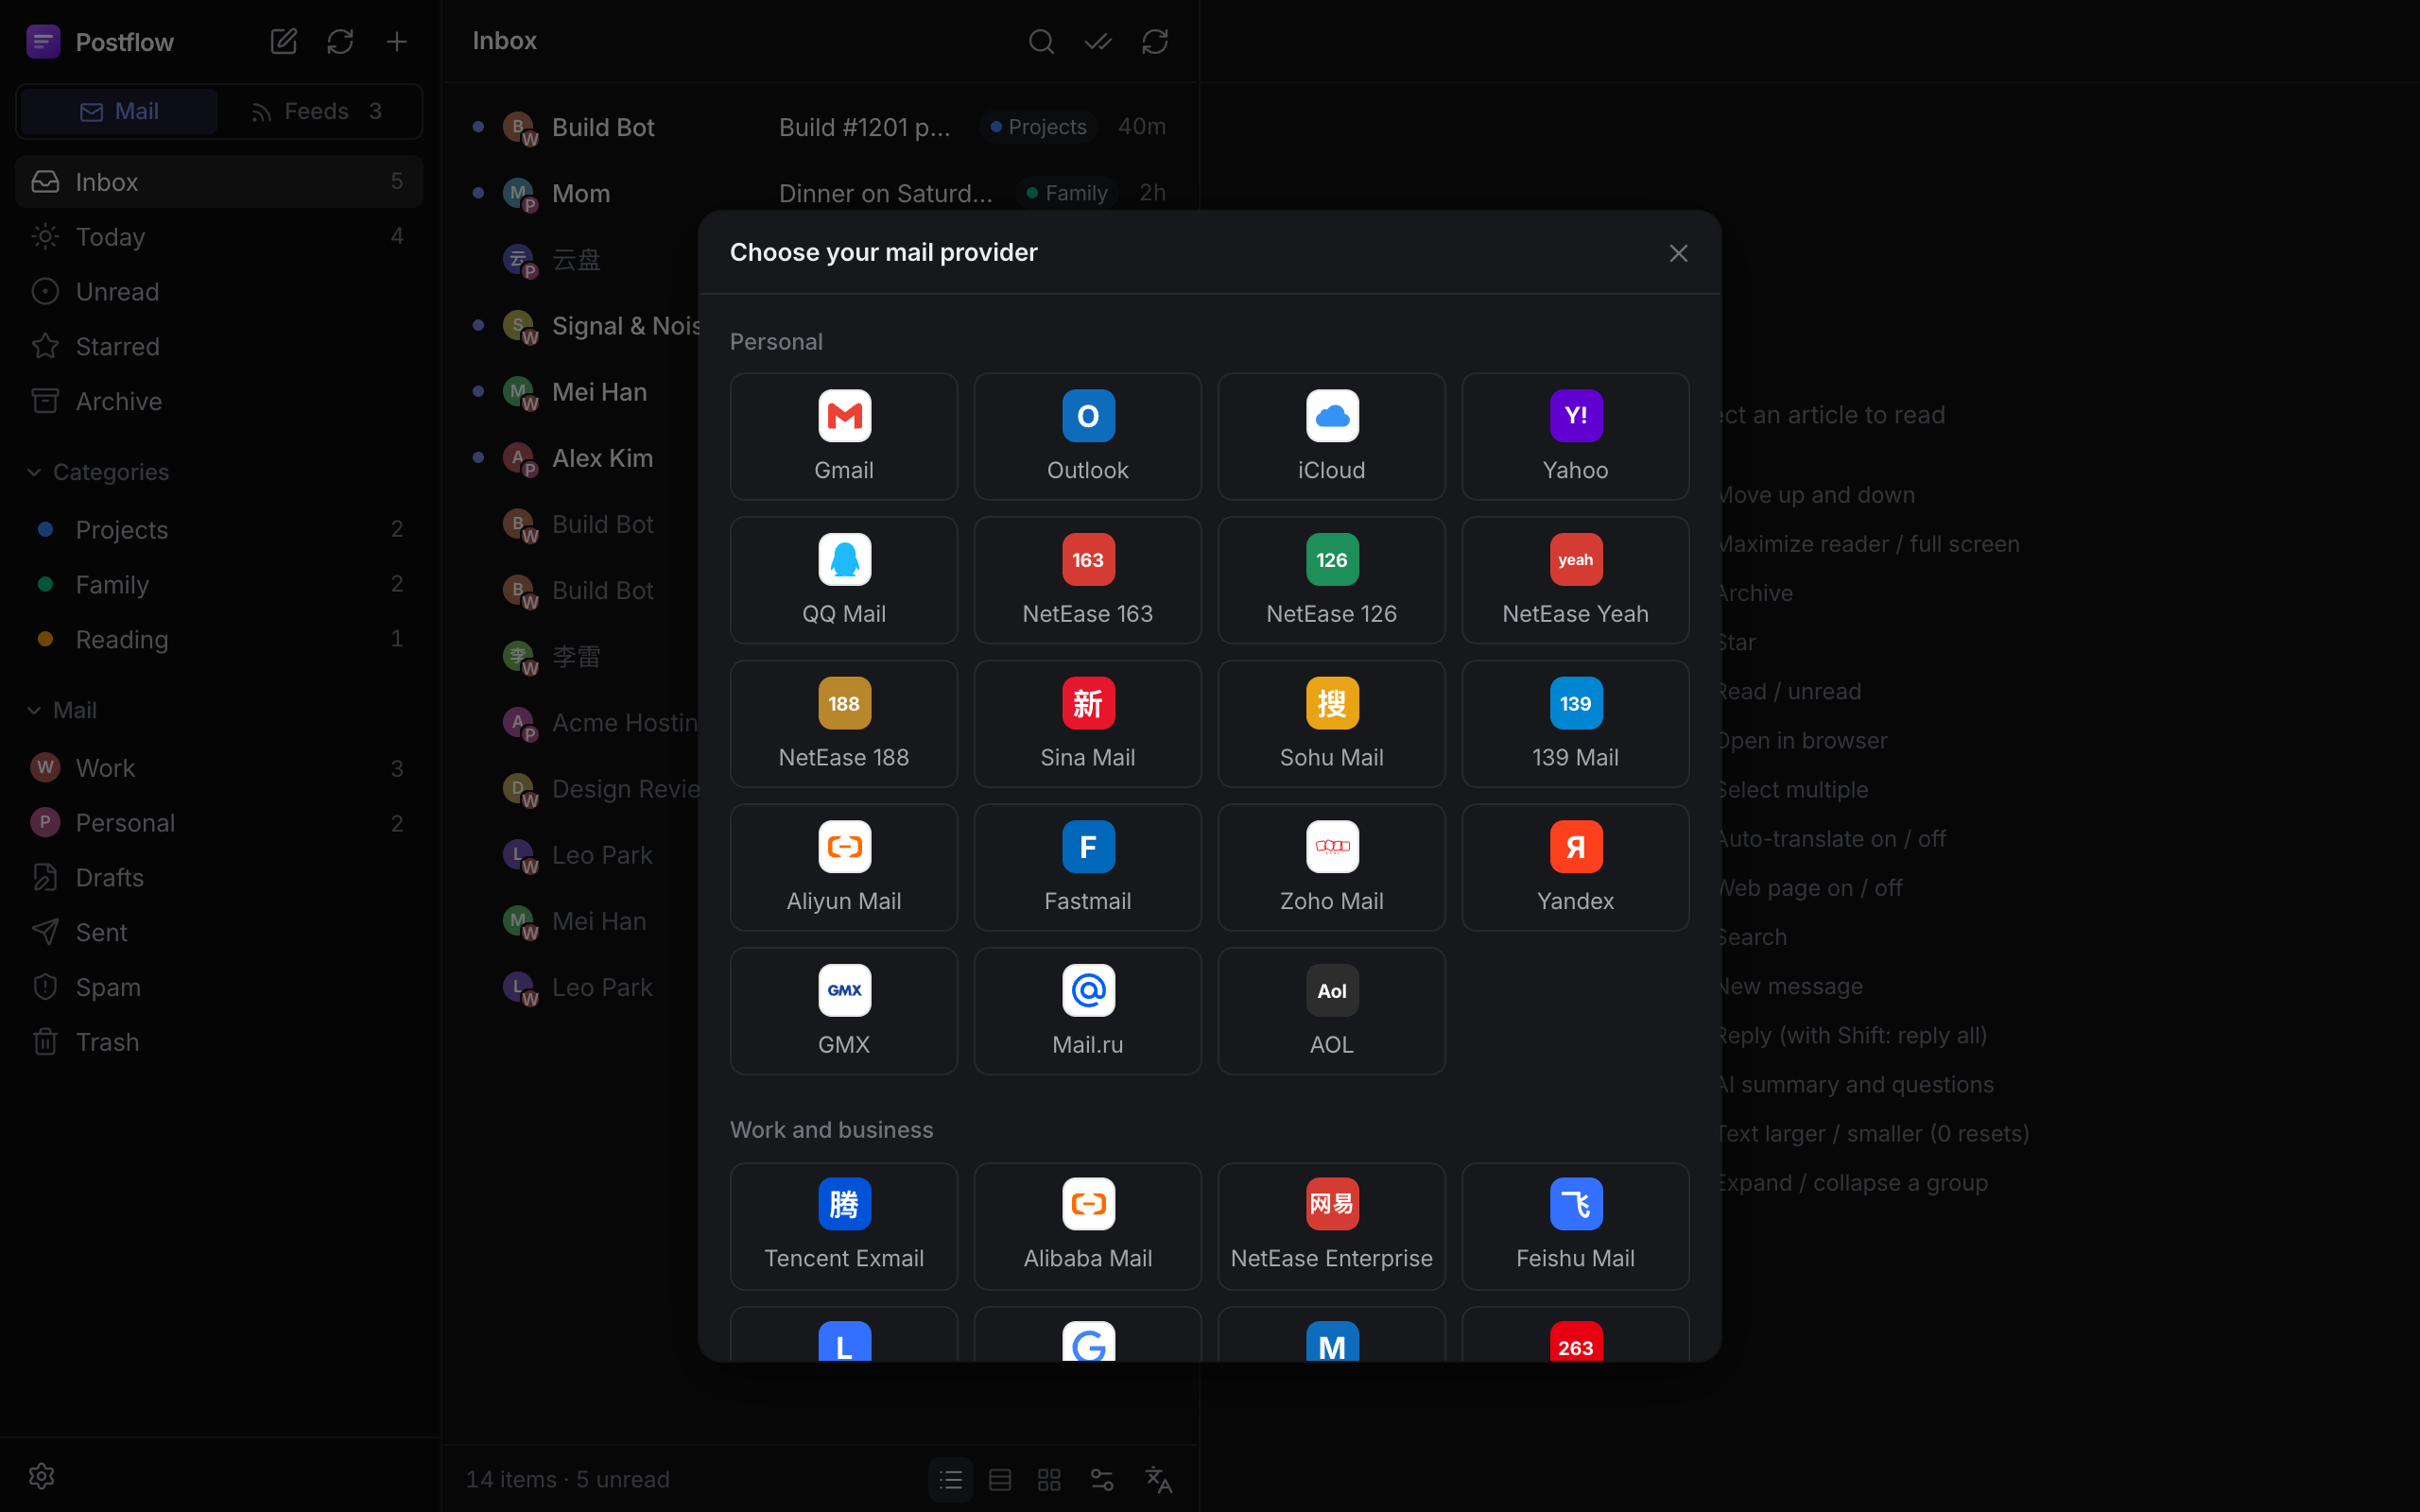 Postflow
Mail
Feeds 3
Inbox 5
Today 4
Unread
Starred
Archive
Categories
Projects 2
Family 2
Reading 1
Mail
W Work 3
P Personal 2
Drafts
Sent
Spam
Trash
Inbox
B W Build Bot Build #1201 p... Projects 40m
M P Mom Dinner on Saturd... Family 2h
云 P 云盘
S W Signal & Nois
M W Mei Han
A P Alex Kim
B W Build Bot
B W Build Bot
李 W 李雷
A P Acme Hostin
D W Design Revie
L W Leo Park
M W Mei Han
L W Leo Park
14 items · 5 unread
Choose your mail provider
Personal
Gmail
O Outlook
iCloud
Y! Yahoo
QQ Mail
163 NetEase 163
126 NetEase 126
yeah NetEase Yeah
188 NetEase 188
新 Sina Mail
搜 Sohu Mail
139 139 Mail
Aliyun Mail
F Fastmail
Zoho Mail
Я Yandex
GMX GMX
Mail.ru
Aol AOL
Work and business
腾 Tencent Exmail
Alibaba Mail
网易 NetEase Enterprise
飞 Feishu Mail
L
G
M
263
an article to read
Move up and down
Maximize reader / full screen
Archive
Star
Read / unread
Open in browser
Select multiple
Auto-translate on / off
Web page on / off
Search
New message
Reply (with Shift: reply all)
AI summary and questions
Text larger / smaller (0 resets)
Expand / collapse a group